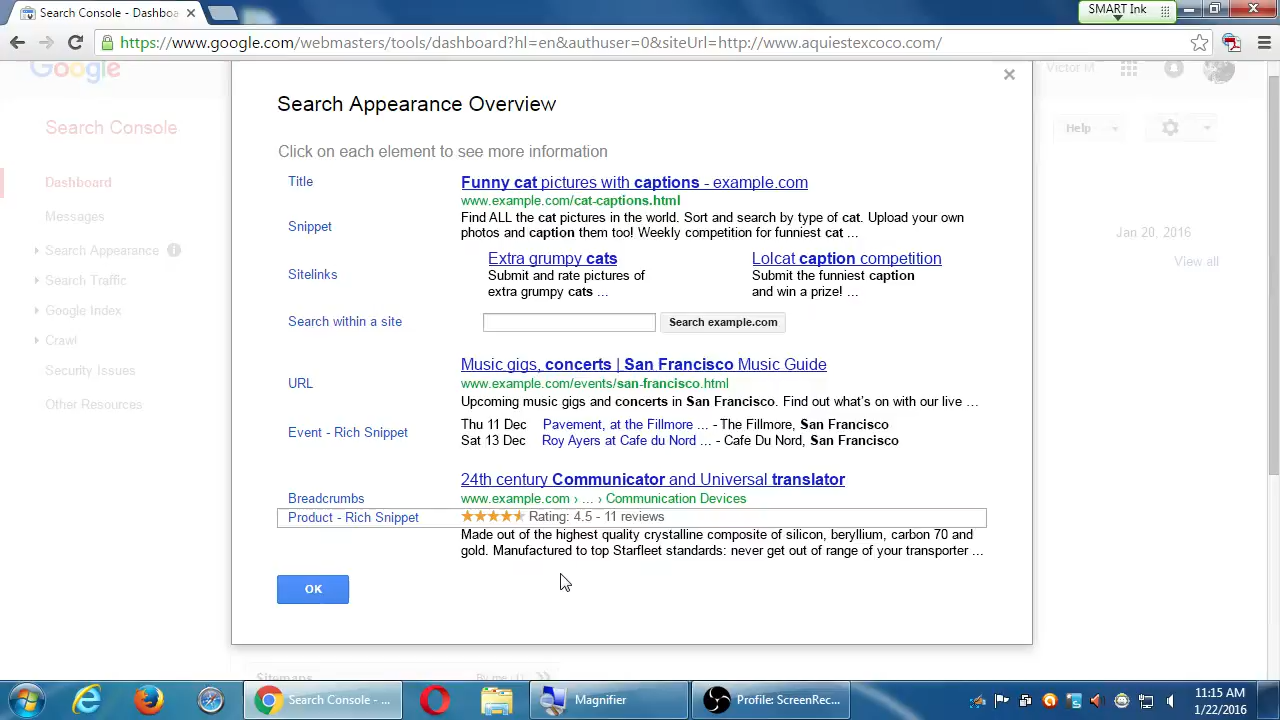 Search Console - Dashboa
SMART Ink
https://www.google.com/webmasters/tools/dashboard?hl=en&authuser=0&siteUrl=http://www.aquiestexcoco.com/
Google
Victor M
Search Console
Help
Dashboard
Messages
Search Appearance
Search Traffic
Google Index
Crawl
Security Issues
Other Resources
Jan 20, 2016
View all
Search Appearance Overview
Click on each element to see more information
Title
Funny cat pictures with captions - example.com
www.example.com/cat-captions.html
Snippet
Find ALL the cat pictures in the world. Sort and search by type of cat. Upload your own
photos and caption them too! Weekly competition for funniest cat ...
Sitelinks
Extra grumpy cats
Submit and rate pictures of
extra grumpy cats ...
Lolcat caption competition
Submit the funniest caption
and win a prize! ...
Search within a site
Search example.com
Music gigs, concerts | San Francisco Music Guide
URL
www.example.com/events/san-francisco.html
Upcoming music gigs and concerts in San Francisco. Find out what's on with our live ...
Event - Rich Snippet
Thu 11 Dec Pavement, at the Fillmore ... - The Fillmore, San Francisco
Sat 13 Dec Roy Ayers at Cafe du Nord ... - Cafe Du Nord, San Francisco
24th century Communicator and Universal translator
Breadcrumbs
www.example.com › ... › Communication Devices
Product - Rich Snippet
Rating: 4.5 - 11 reviews
Made out of the highest quality crystalline composite of silicon, beryllium, carbon 70 and
gold. Manufactured to top Starfleet standards: never get out of range of your transporter ...
OK
Sitemaps
By me (1)
Search Console - ...
Magnifier
Profile: ScreenRec...
11:15 AM
1/22/2016